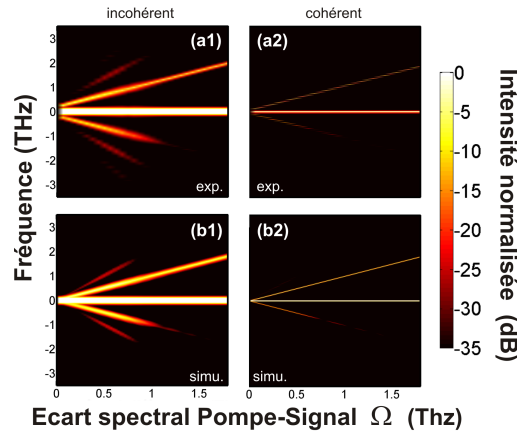 incohérent
cohérent
(a1)
(a2)
3
2
1
0
-1
-2
-3
exp.
exp.
(b1)
(b2)
3
2
1
0
-1
-2
-3
simu.
simu.
0
0.5
1
1.5
0
0.5
1
1.5
Fréquence (THz)
Ecart spectral Pompe-Signal Ω (Thz)
0
-5
-10
-15
-20
-25
-30
-35
Intensité normalisée (dB)